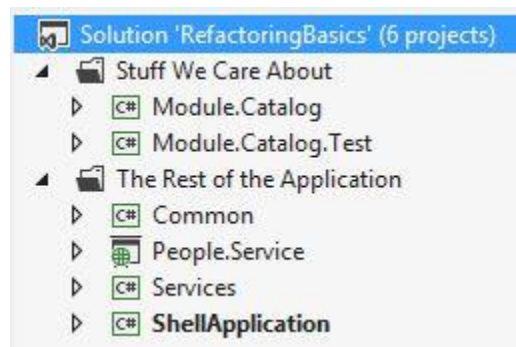 Solution 'RefactoringBasics' (6 projects)
Stuff We Care About
C# Module.Catalog
C# Module.Catalog.Test
The Rest of the Application
C# Common
People.Service
C# Services
C# ShellApplication